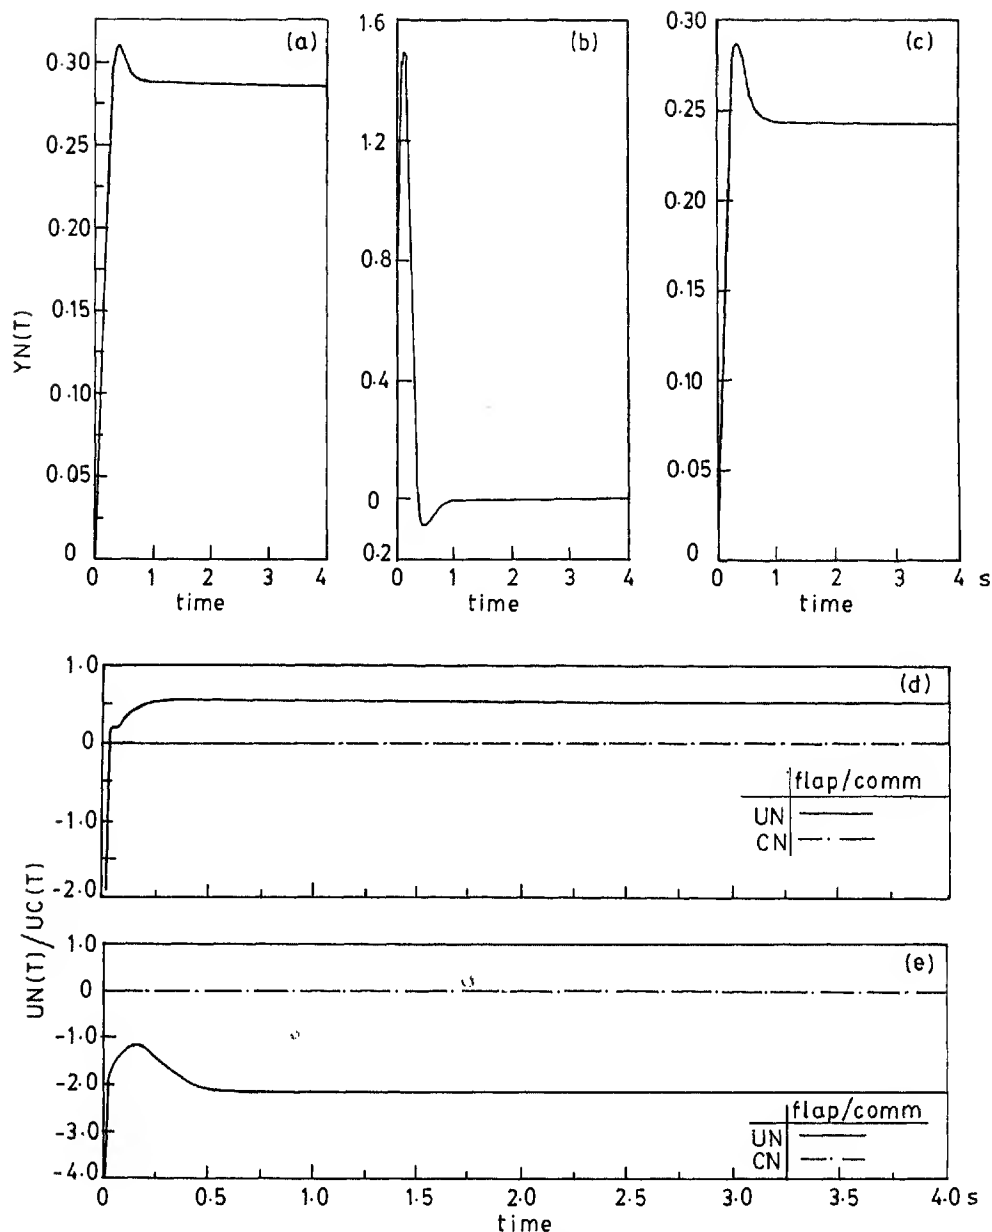 (a)
0.30
0.25
0.20
0.15
0.10
0.05
0
YN(T)
0 1 2 3 4
time
(b)
1.6
1.2
0.8
0.4
0
0.2
0 1 2 3 4
time
(c)
0.30
0.25
0.20
0.15
0.10
0.05
0
0 1 2 3 4 s
time
UN(T)/UC(T)
(d)
1.0
0
-1.0
-2.0
flap/comm
UN
CN
(e)
1.0
0
-1.0
-2.0
-3.0
-4.0
flap/comm
UN
CN
0 0.5 1.0 1.5 2.0 2.5 3.0 3.5 4.0 s
time